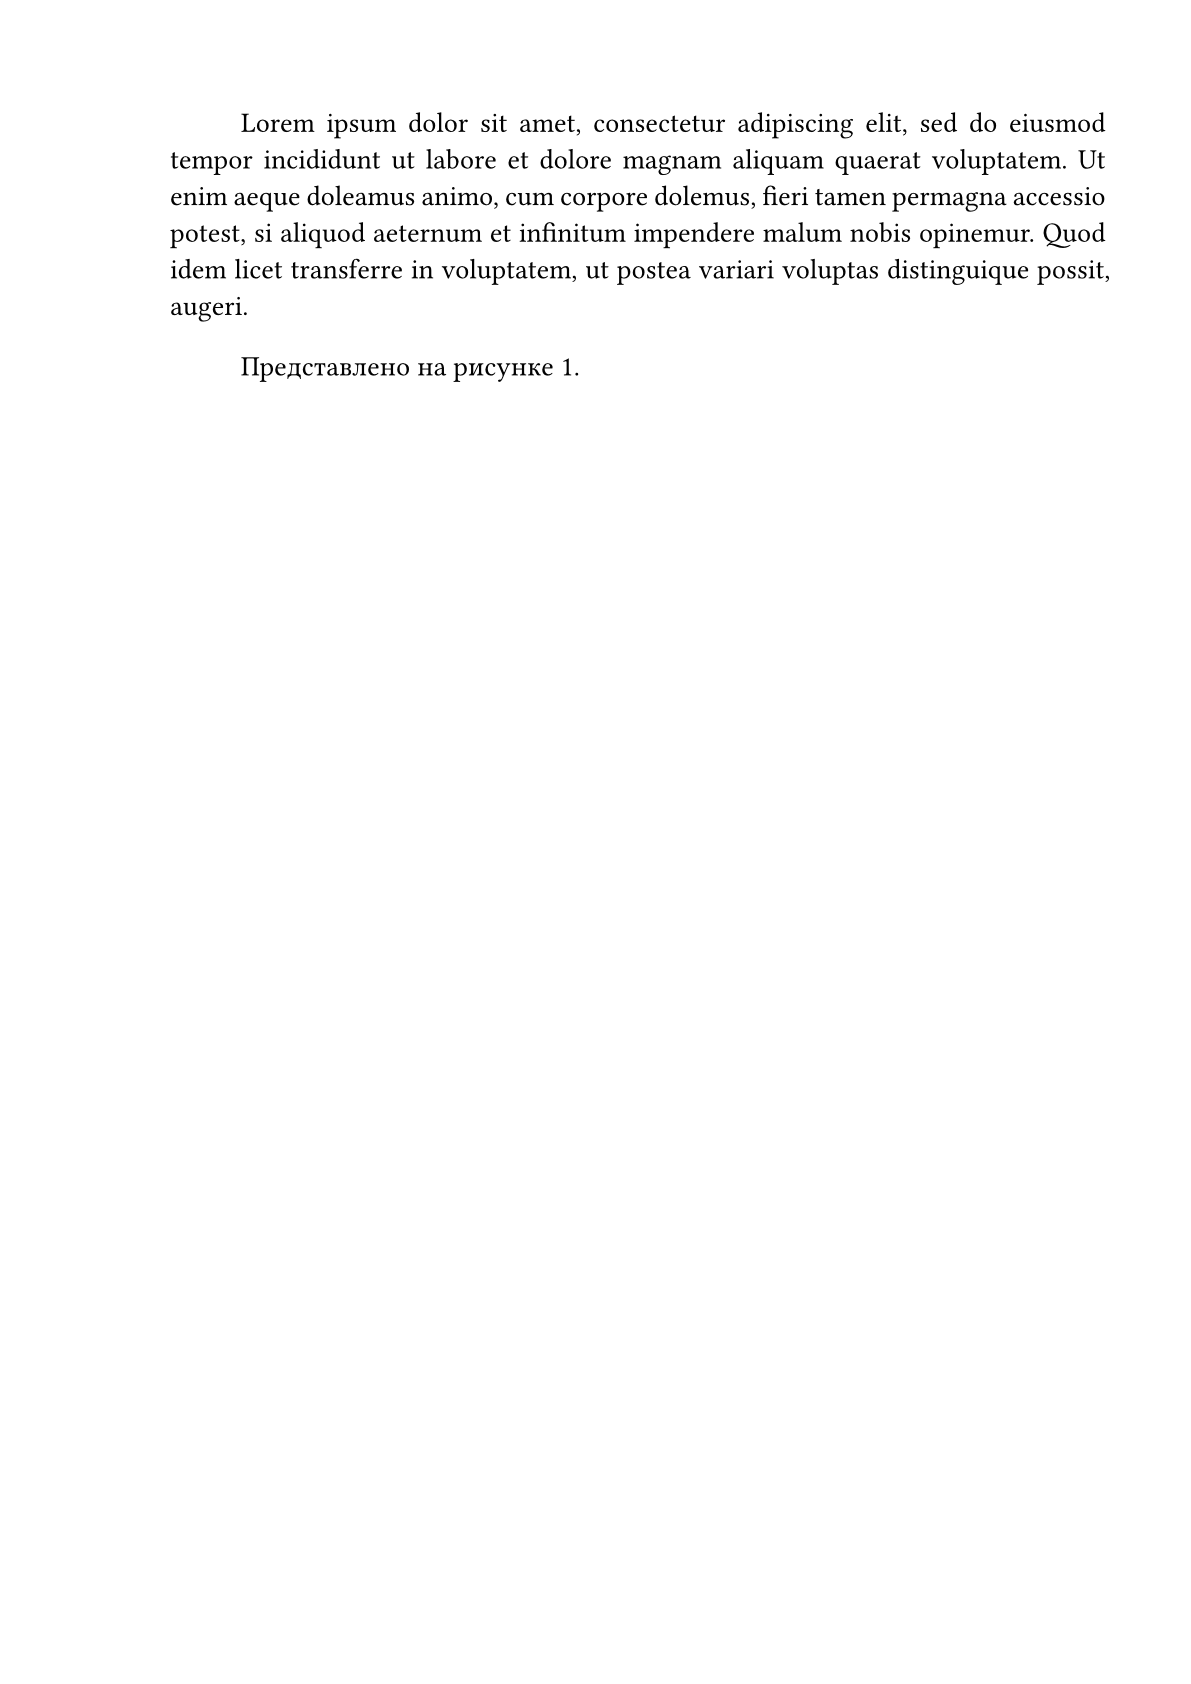 Lorem ipsum dolor sit amet, consectetur adipiscing elit, sed do eiusmod
tempor incididunt ut labore et dolore magnam aliquam quaerat voluptatem. Ut
enim aeque doleamus animo, cum corpore dolemus, fieri tamen permagna accessio
potest, si aliquod aeternum et infinitum impendere malum nobis opinemur. Quod
idem licet transferre in voluptatem, ut postea variari voluptas distinguique possit,
augeri.
Представлено на рисунке 1.